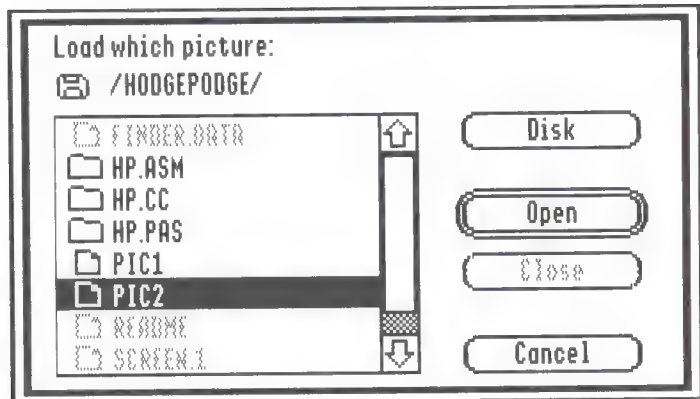 Load which picture:
/HODGEPODGE/
FINDER.DATA
HP.ASM
HP.CC
HP.PAS
PIC1
PIC2
README
SCREEN.1
Disk
Open
Close
Cancel